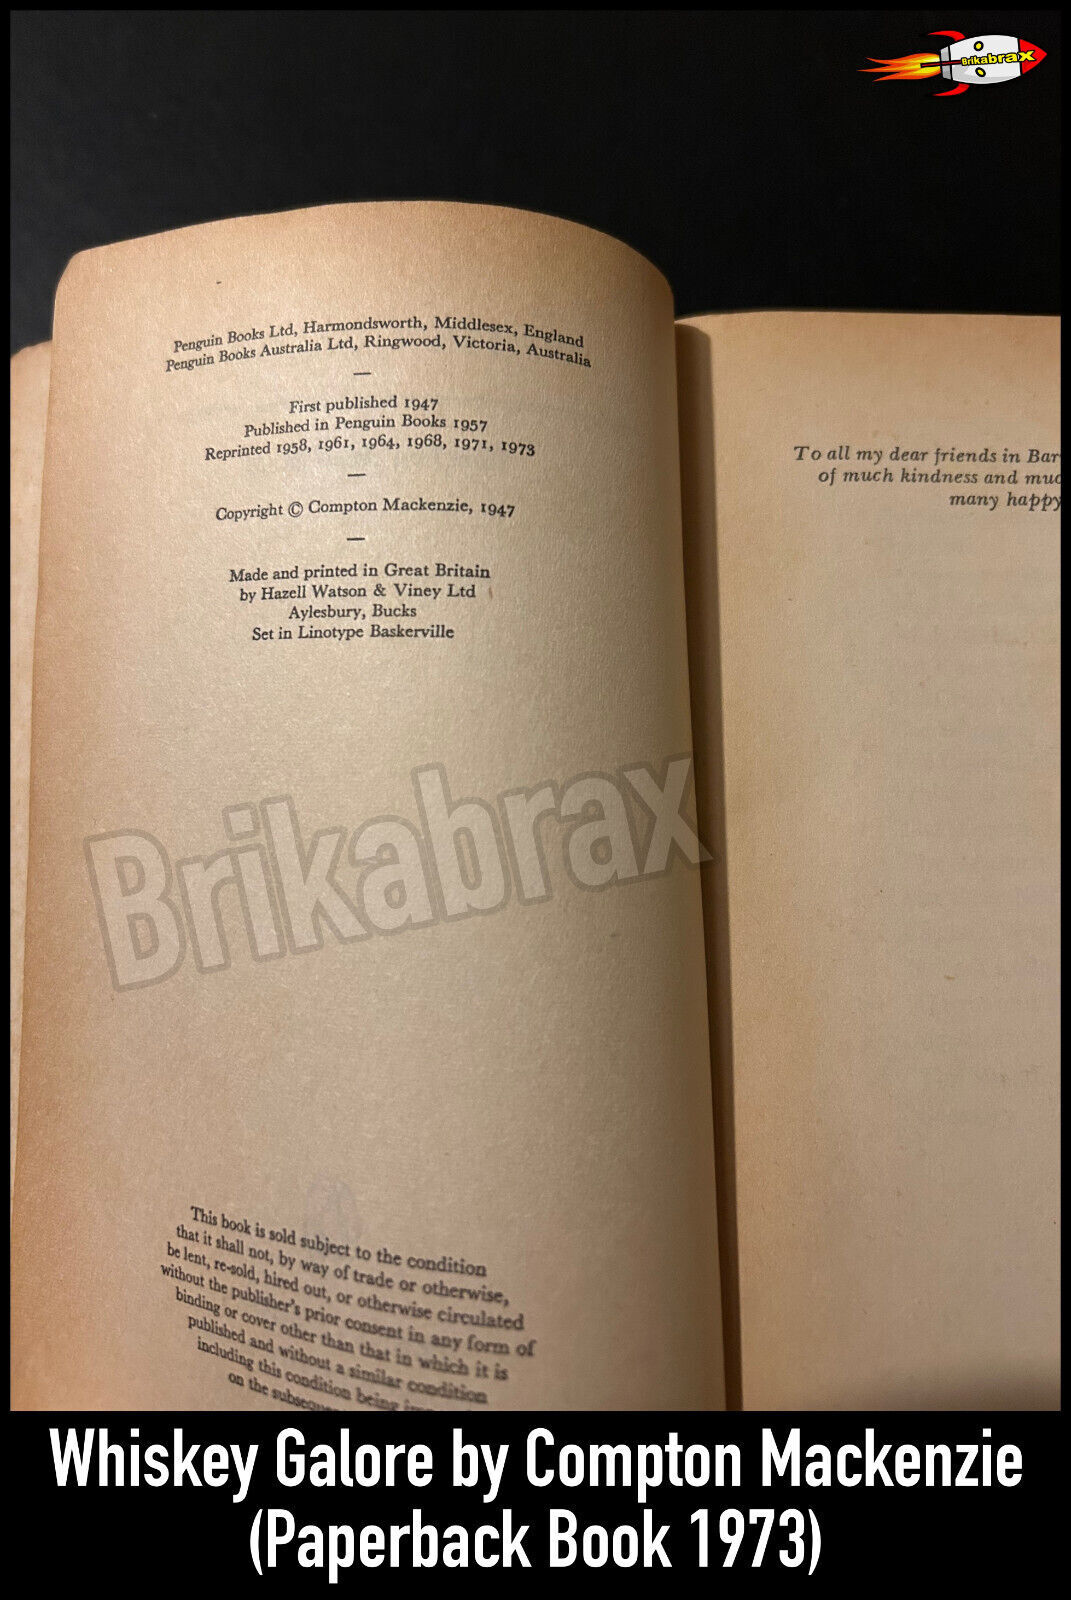 Brikabrax
Penguin Books Ltd, Harmondsworth, Middlesex, England
Penguin Books Australia Ltd, Ringwood, Victoria, Australia
—
First published 1947
Published in Penguin Books 1957
Reprinted 1958, 1961, 1964, 1968, 1971, 1973
—
Copyright © Compton Mackenzie, 1947
—
Made and printed in Great Britain
by Hazell Watson & Viney Ltd
Aylesbury, Bucks
Set in Linotype Baskerville
To all my dear friends in
of much kindness and
many happy
Brikabrax
This book is sold subject to the condition
that it shall not, by way of trade or otherwise,
be lent, re-sold, hired out, or otherwise circulated
without the publisher's prior consent in any form of
binding or cover other than that in which it is
published and without a similar condition
including this condition being
on the
Whiskey Galore by Compton Mackenzie
(Paperback Book 1973)